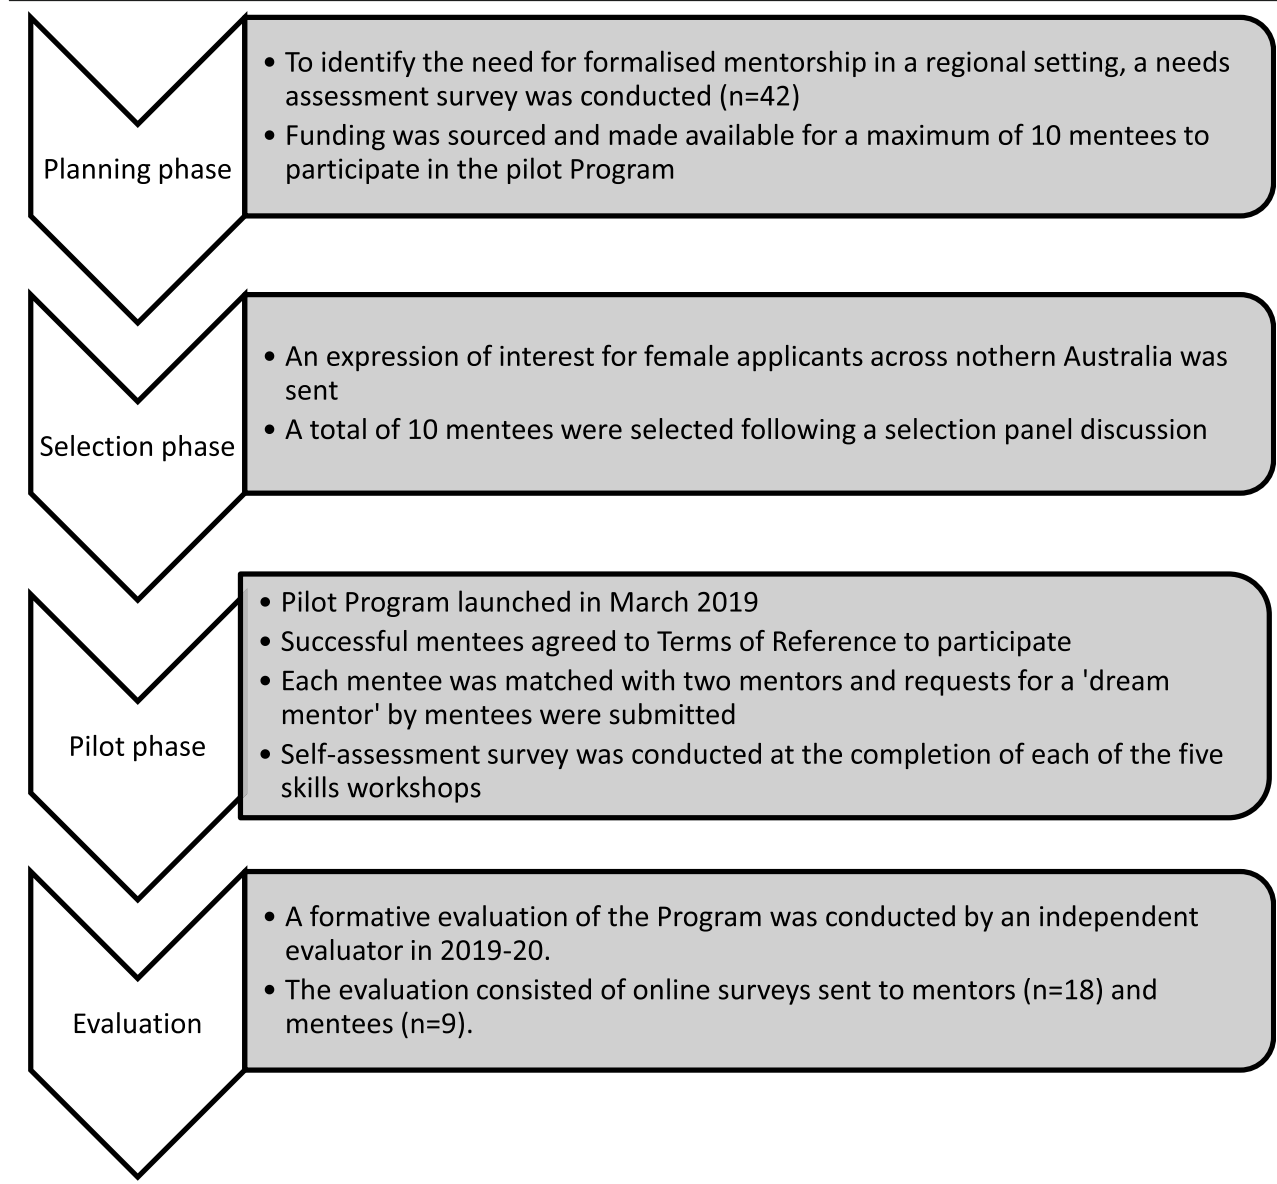 Planning phase
• To identify the need for formalised mentorship in a regional setting, a needs
assessment survey was conducted (n=42)
• Funding was sourced and made available for a maximum of 10 mentees to
participate in the pilot Program
Selection phase
• An expression of interest for female applicants across nothern Australia was
sent
• A total of 10 mentees were selected following a selection panel discussion
Pilot phase
• Pilot Program launched in March 2019
• Successful mentees agreed to Terms of Reference to participate
• Each mentee was matched with two mentors and requests for a 'dream
mentor' by mentees were submitted
• Self-assessment survey was conducted at the completion of each of the five
skills workshops
Evaluation
• A formative evaluation of the Program was conducted by an independent
evaluator in 2019-20.
• The evaluation consisted of online surveys sent to mentors (n=18) and
mentees (n=9).